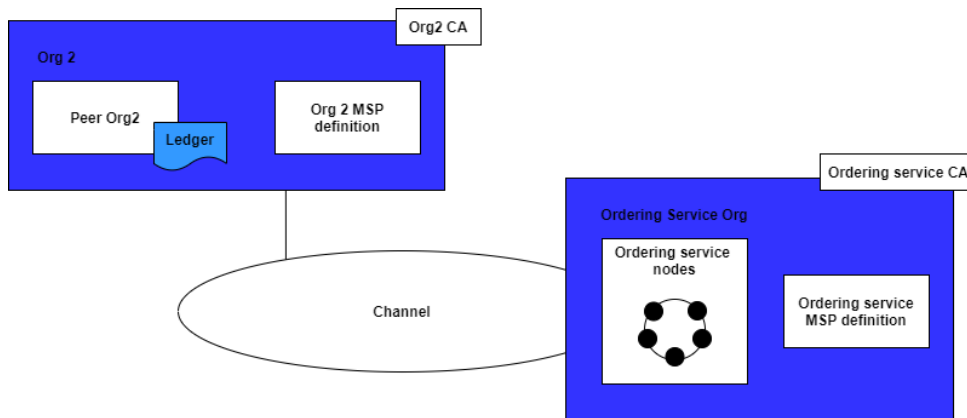 Org2 CA
Org 2
Peer Org2
Ledger
Org 2 MSP
definition
Ordering service CA
Ordering Service Org
Ordering service
nodes
Ordering service
MSP definition
Channel